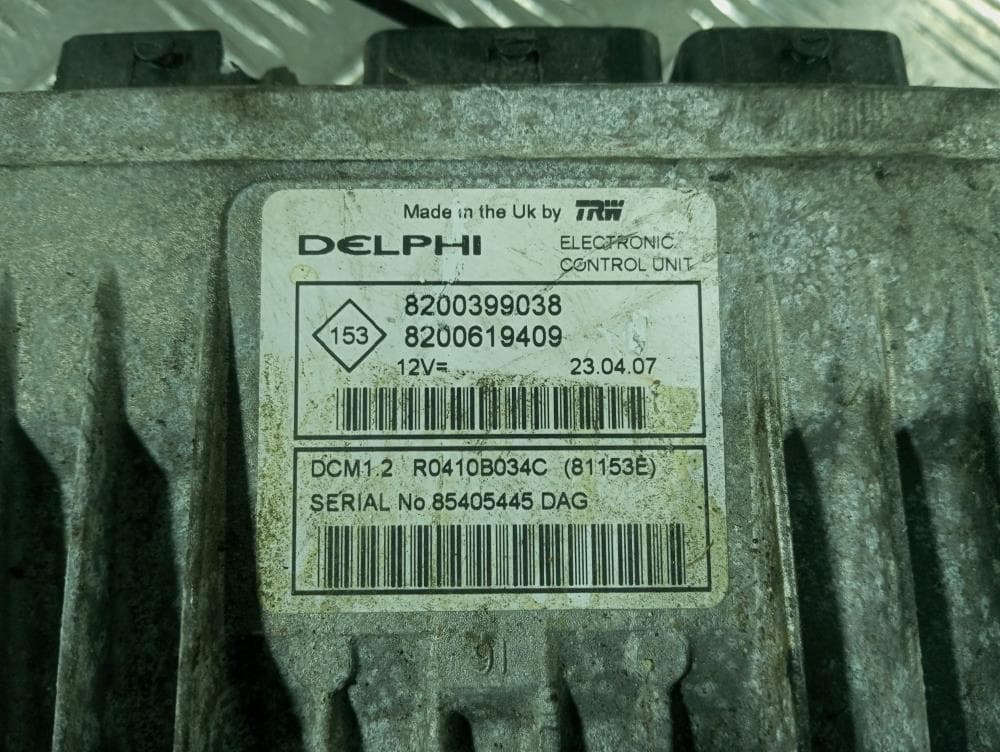 Made in the Uk by TRW
DELPHI
ELECTRONIC
CONTROL UNIT
153
8200399038
8200619409
12V= 23.04.07
DCM1.2 R0410B034C (81153E)
SERIAL No 85405445 DAG
91